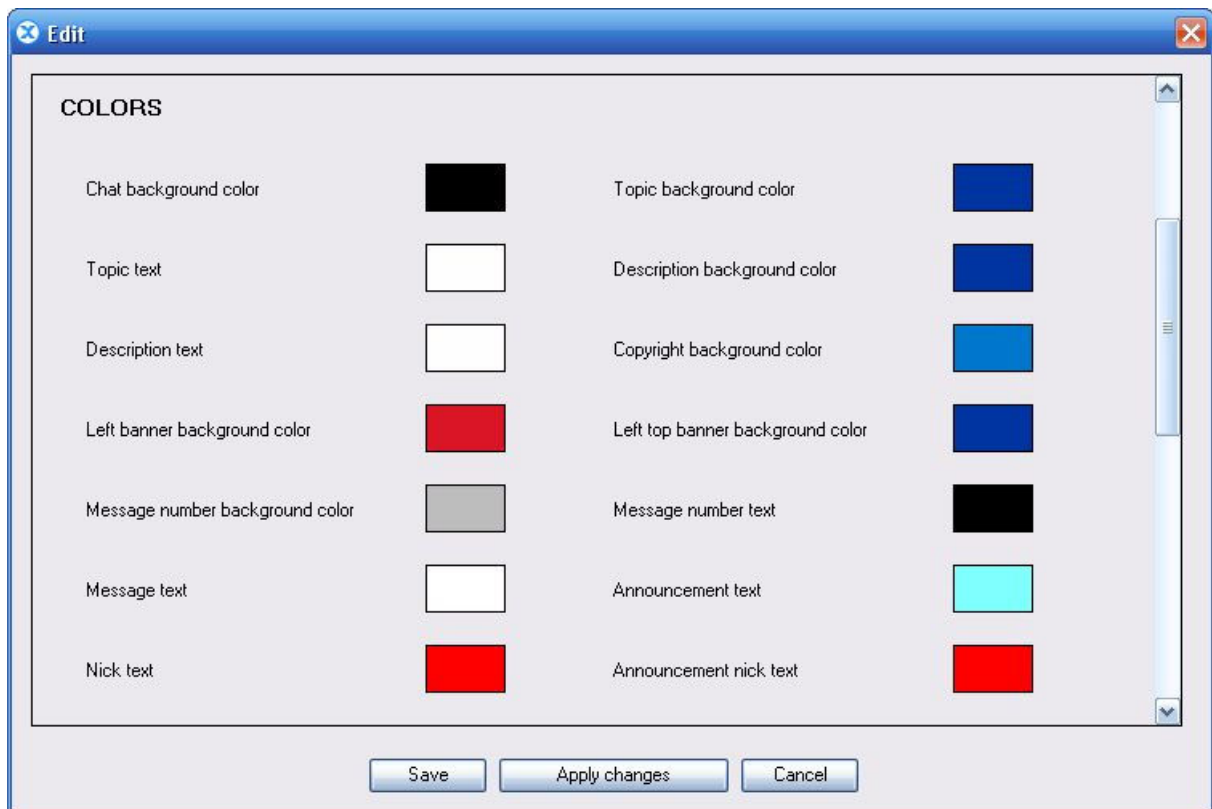 Edit
COLORS
Chat background color
Topic background color
Topic text
Description background color
Description text
Copyright background color
Left banner background color
Left top banner background color
Message number background color
Message number text
Message text
Announcement text
Nick text
Announcement nick text
Save
Apply changes
Cancel